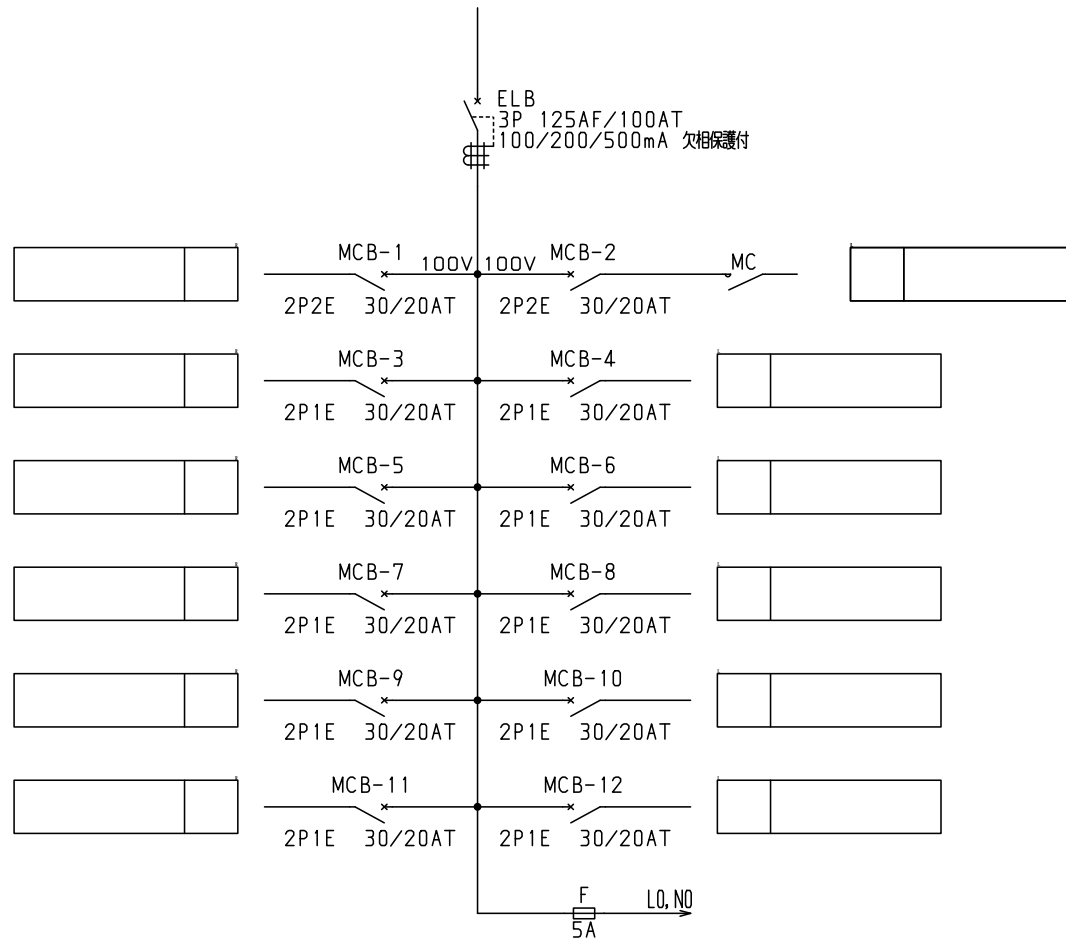 ELB
3P 125AF/100AT
100/200/500mA 欠相保護付
MCB-1
100V
100V
MCB-2
MC
2P2E 30/20AT
2P2E 30/20AT
MCB-3
MCB-4
2P1E 30/20AT
2P1E 30/20AT
MCB-5
MCB-6
2P1E 30/20AT
2P1E 30/20AT
MCB-7
MCB-8
2P1E 30/20AT
2P1E 30/20AT
MCB-9
MCB-10
2P1E 30/20AT
2P1E 30/20AT
MCB-11
MCB-12
2P1E 30/20AT
2P1E 30/20AT
F
L0,N0
5A